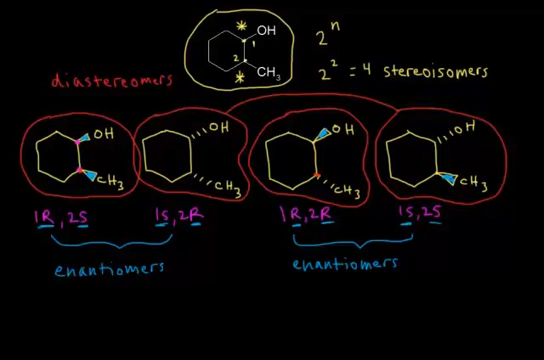 * OH
1
2
* CH3
2^n
2^2 = 4 stereoisomers
diastereomers
OH OH OH OH
CH3 CH3 CH3 CH3
1R,2S 1S,2R 1R,2R 1S,2S
enantiomers enantiomers